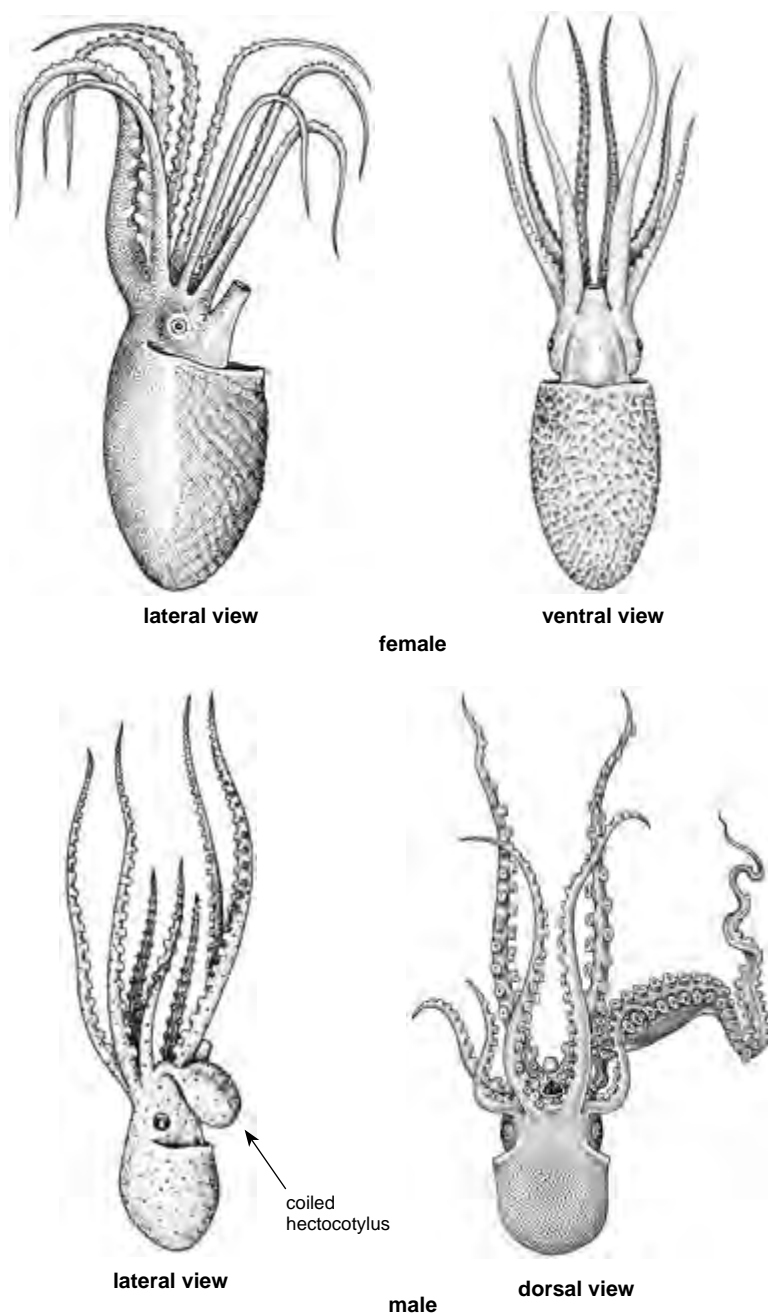 lateral view
ventral view
female
coiled
hectocotylus
lateral view
dorsal view
male